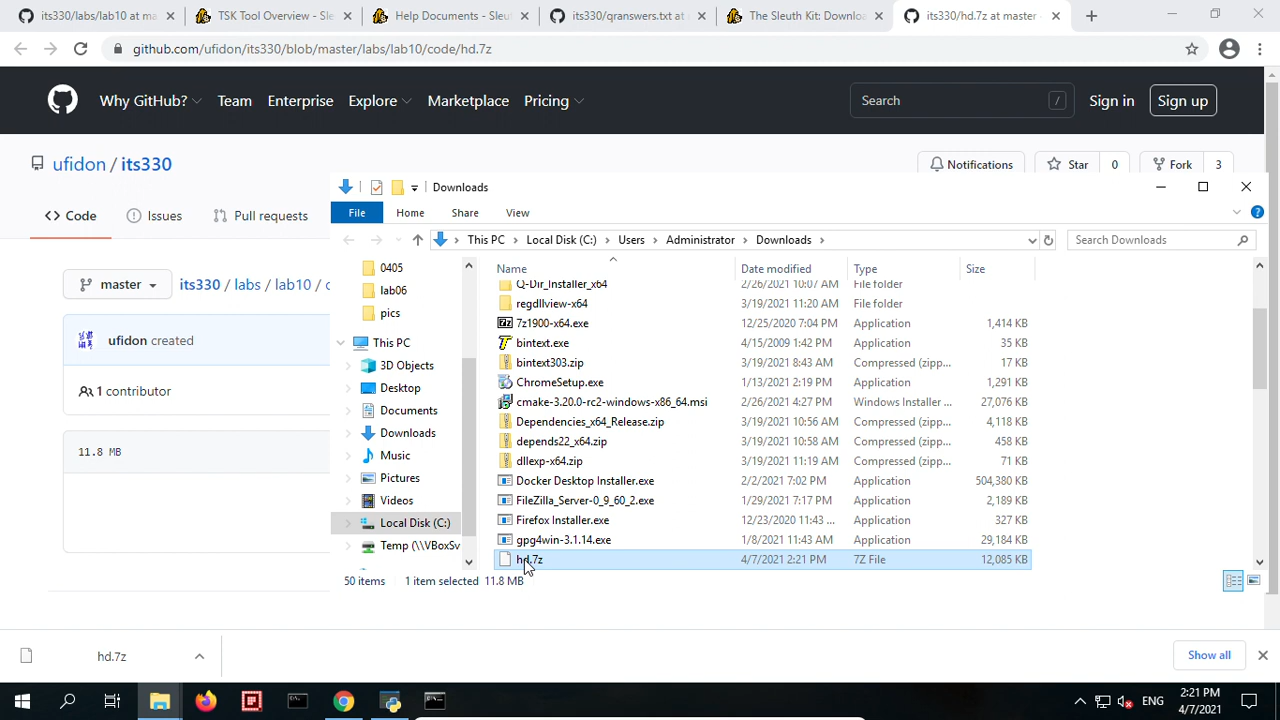 its330/labs/lab10 at ma
TSK Tool Overview - Sle
Help Documents - Sleut
its330/qranswers.txt at
The Sleuth Kit: Downloa
its330/hd.7z at master
github.com/ufidon/its330/blob/master/labs/lab10/code/hd.7z
Why GitHub? Team Enterprise Explore Marketplace Pricing Search / Sign in Sign up
ufidon / its330
Notifications Star 0 Fork 3
Code Issues Pull requests
master
its330 / labs / lab10 / c
ufidon created
1 contributor
11.8 MB
Downloads
File Home Share View
This PC Local Disk (C:) Users Administrator Downloads Search Downloads
0405
lab06
pics
This PC
3D Objects
Desktop
Documents
Downloads
Music
Pictures
Videos
Local Disk (C:)
Temp (\\VBoxSv
Name Date modified Type Size
Q-Dir_Installer_x64 2/26/2021 10:07 AM File folder
regdllview-x64 3/19/2021 11:20 AM File folder
7z1900-x64.exe 12/25/2020 7:04 PM Application 1,414 KB
bintext.exe 4/15/2009 1:42 PM Application 35 KB
bintext303.zip 3/19/2021 8:43 AM Compressed (zipp... 17 KB
ChromeSetup.exe 1/13/2021 2:19 PM Application 1,291 KB
cmake-3.20.0-rc2-windows-x86_64.msi 2/26/2021 4:27 PM Windows Installer ... 27,076 KB
Dependencies_x64_Release.zip 3/19/2021 10:56 AM Compressed (zipp... 4,118 KB
depends22_x64.zip 3/19/2021 10:58 AM Compressed (zipp... 458 KB
dllexp-x64.zip 3/19/2021 11:19 AM Compressed (zipp... 71 KB
Docker Desktop Installer.exe 2/2/2021 7:02 PM Application 504,380 KB
FileZilla_Server-0_9_60_2.exe 1/29/2021 7:17 PM Application 2,189 KB
Firefox Installer.exe 12/23/2020 11:43 ... Application 327 KB
gpg4win-3.1.14.exe 1/8/2021 11:43 AM Application 29,184 KB
hd.7z 4/7/2021 2:21 PM 7Z File 12,085 KB
50 items 1 item selected 11.8 MB
hd.7z
Show all
ENG
2:21 PM
4/7/2021